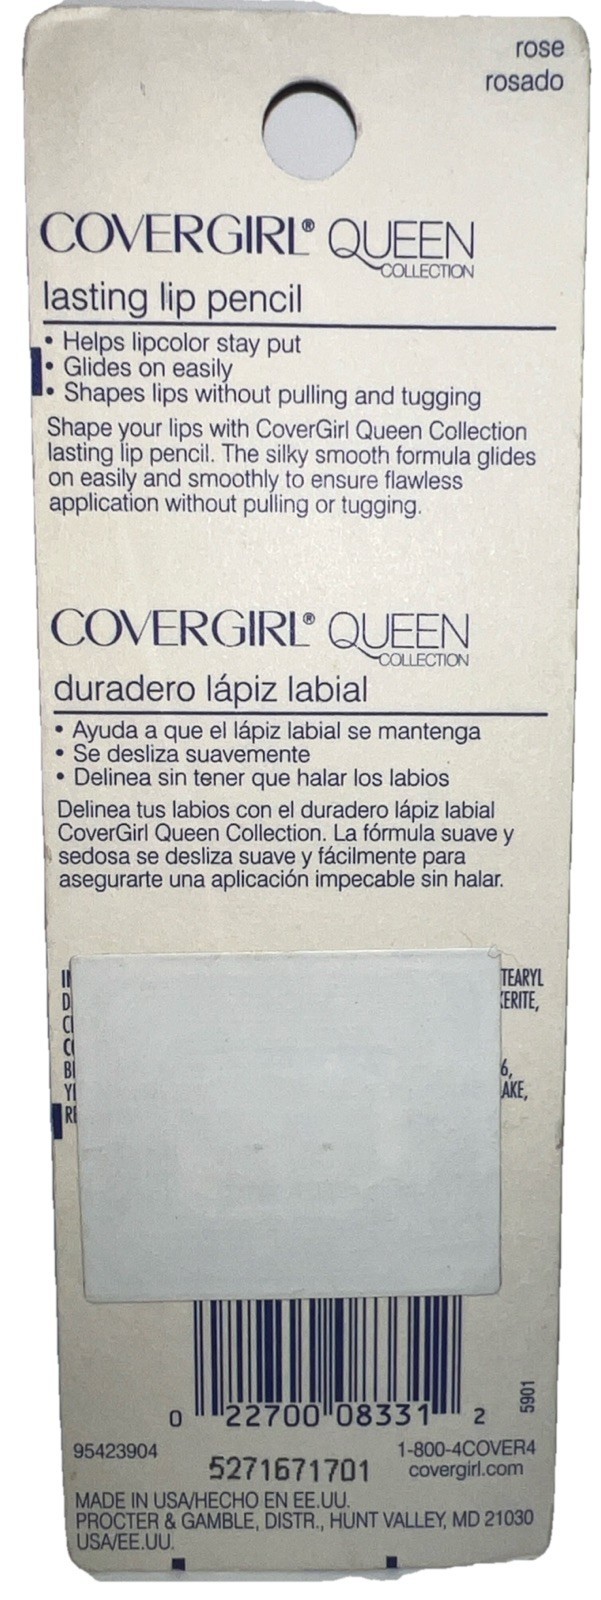 rose
rosado
COVERGIRL® QUEEN
COLLECTION
lasting lip pencil
• Helps lipcolor stay put
• Glides on easily
• Shapes lips without pulling and tugging
Shape your lips with CoverGirl Queen Collection
lasting lip pencil. The silky smooth formula glides
on easily and smoothly to ensure flawless
application without pulling or tugging.
COVERGIRL® QUEEN
COLLECTION
duradero lápiz labial
• Ayuda a que el lápiz labial se mantenga
• Se desliza suavemente
• Delinea sin tener que halar los labios
Delinea tus labios con el duradero lápiz labial
CoverGirl Queen Collection. La fórmula suave y
sedosa se desliza suave y fácilmente para
asegurarte una aplicación impecable sin halar.
TEARYL
ERITE,
6,
AKE,
5901
0 22700 08331 2
95423904
5271671701
1-800-4COVER4
covergirl.com
MADE IN USA/HECHO EN EE.UU.
PROCTER & GAMBLE, DISTR., HUNT VALLEY, MD 21030
USA/EE.UU.